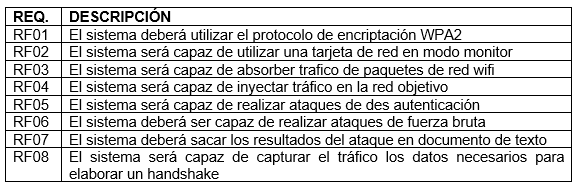 REQ. DESCRIPCIÓN
RF01 El sistema deberá utilizar el protocolo de encriptación WPA2
RF02 El sistema será capaz de utilizar una tarjeta de red en modo monitor
RF03 El sistema será capaz de absorber trafico de paquetes de red wifi
RF04 El sistema será capaz de inyectar tráfico en la red objetivo
RF05 El sistema será capaz de realizar ataques de des autenticación
RF06 El sistema deberá ser capaz de realizar ataques de fuerza bruta
RF07 El sistema deberá sacar los resultados del ataque en documento de texto
RF08 El sistema será capaz de capturar el tráfico los datos necesarios para
elaborar un handshake